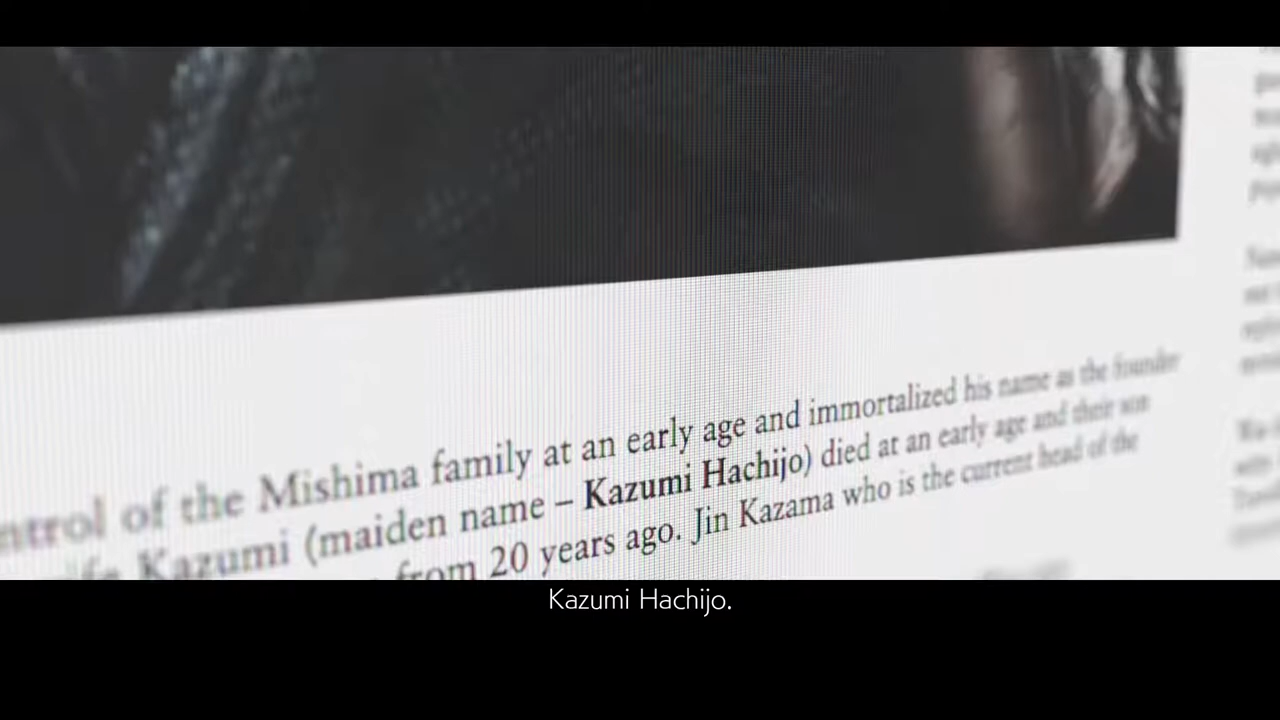 ntrol of the Mishima family at an early age and immortalized his name as the founder
Kazumi (maiden name – Kazumi Hachijo) died at an early age and their son
from 20 years ago. Jin Kazama who is the current head of the
Kazumi Hachijo.